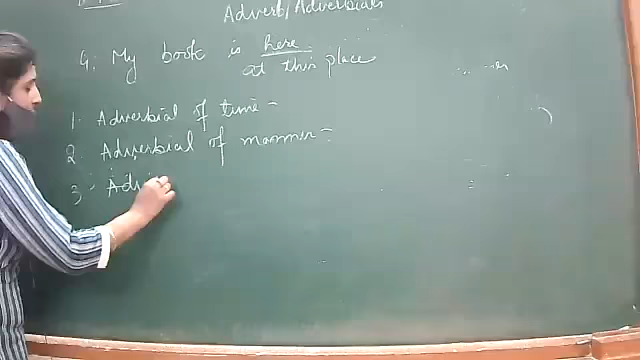 Adverb/Adverbials
4. My book is here.
at this place
1. Adverbial of time -
2. Adverbial of manner -
3. Adv